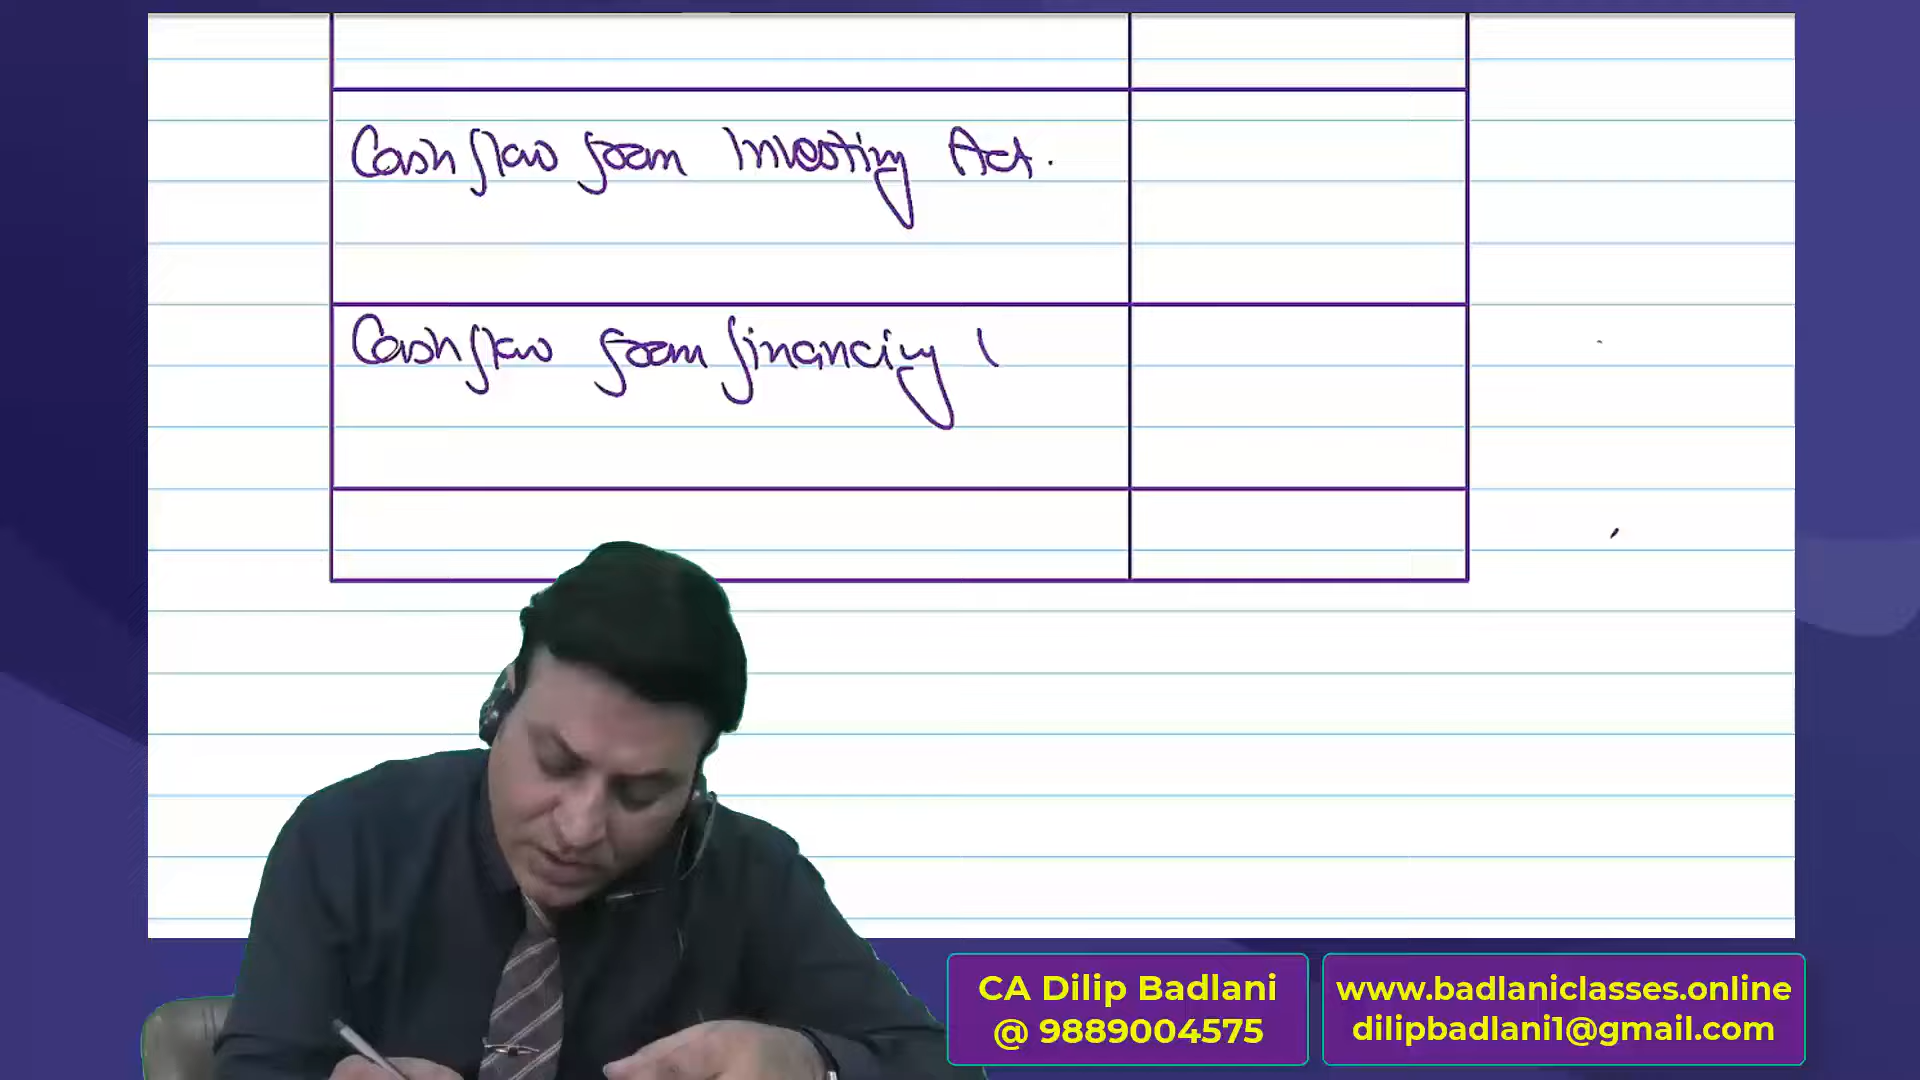 Cash flow from Investing Act.
Cash flow from financing
CA Dilip Badlani
@ 9889004575
www.badlaniclasses.online
dilipbadlani1@gmail.com